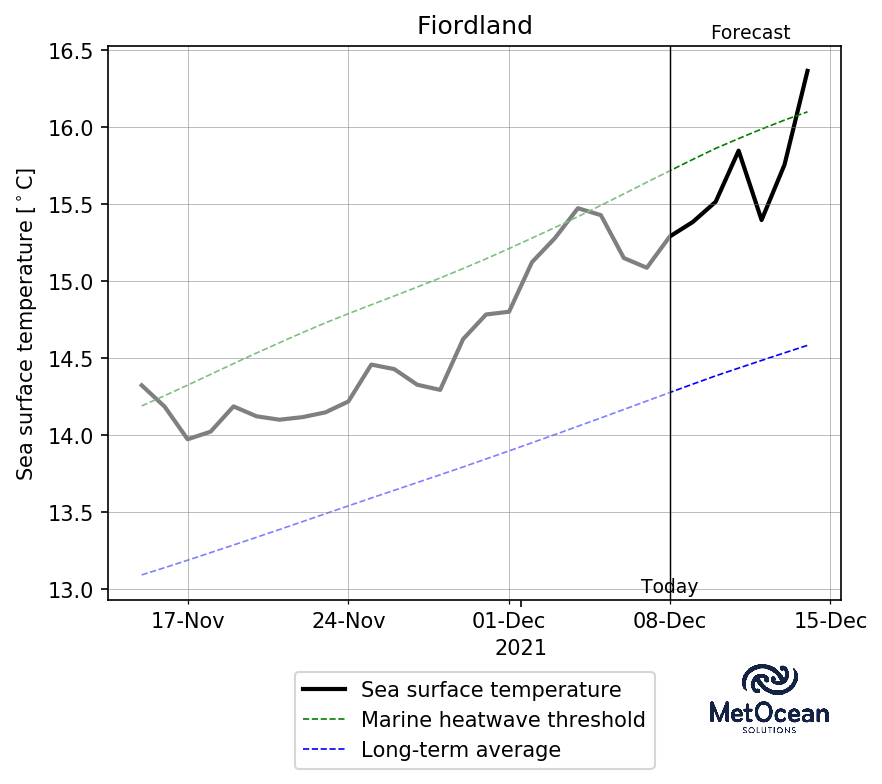 Fiordland
Forecast
Sea surface temperature [°C]
16.5
16.0
15.5
15.0
14.5
14.0
13.5
13.0
Today
17-Nov 24-Nov 01-Dec 08-Dec 15-Dec
2021
Sea surface temperature
Marine heatwave threshold
Long-term average
MetOcean
SOLUTIONS